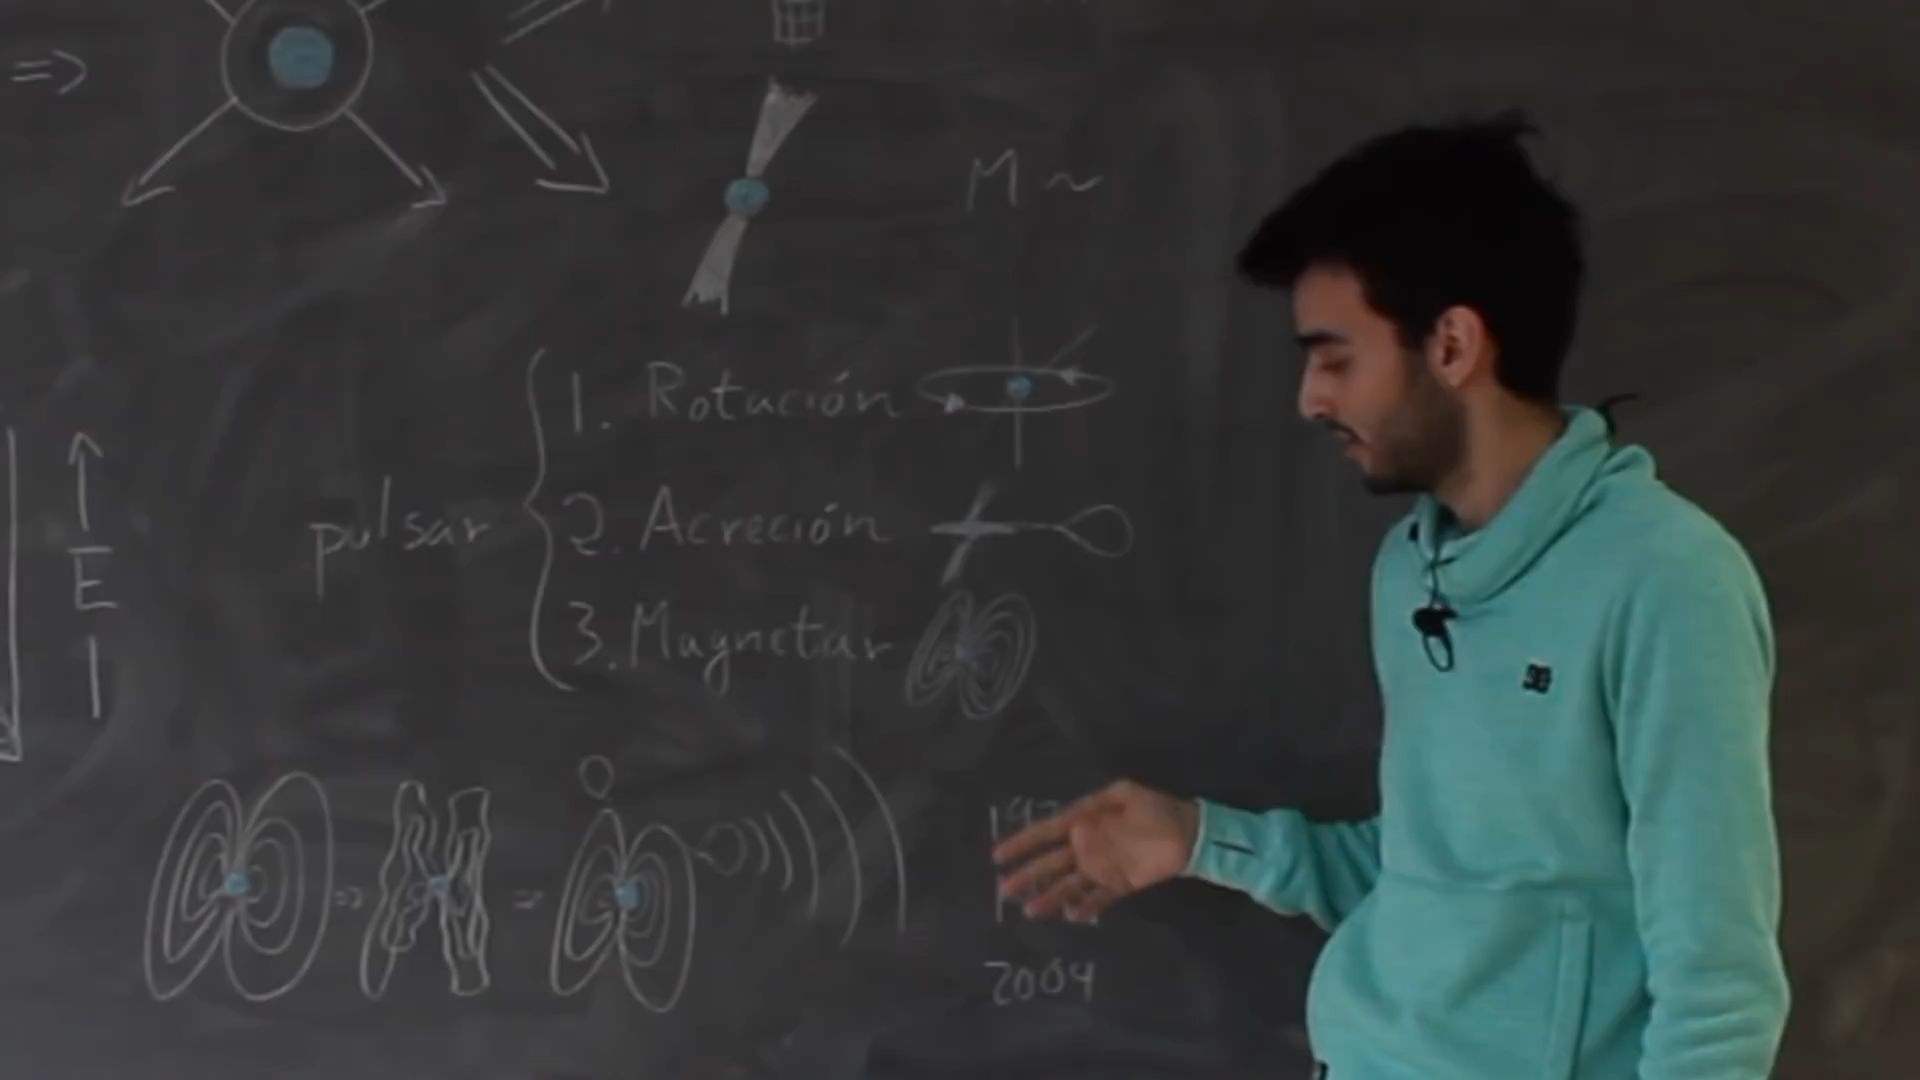 M ~
1. Rotación
pulsar
2. Acreción
3. Magnetar
E
2004